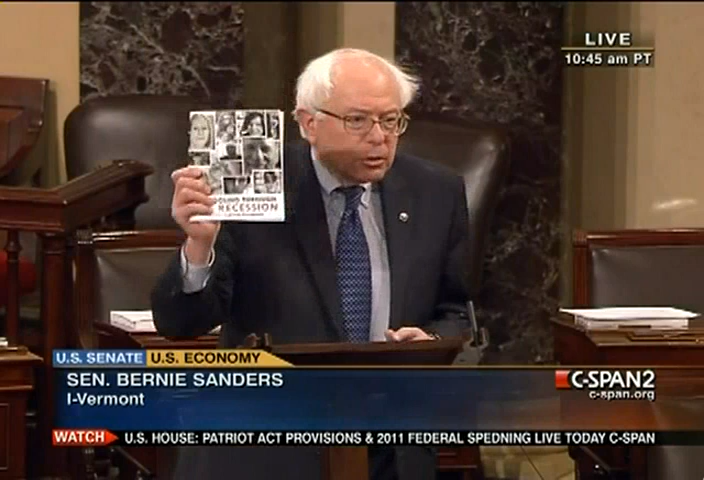 LIVE
10:45 am PT
THROUGH
RECESSION
U.S. SENATE U.S. ECONOMY
SEN. BERNIE SANDERS
I-Vermont
C-SPAN2
c-span.org
WATCH U.S. HOUSE: PATRIOT ACT PROVISIONS & 2011 FEDERAL SPEDNING LIVE TODAY C-SPAN